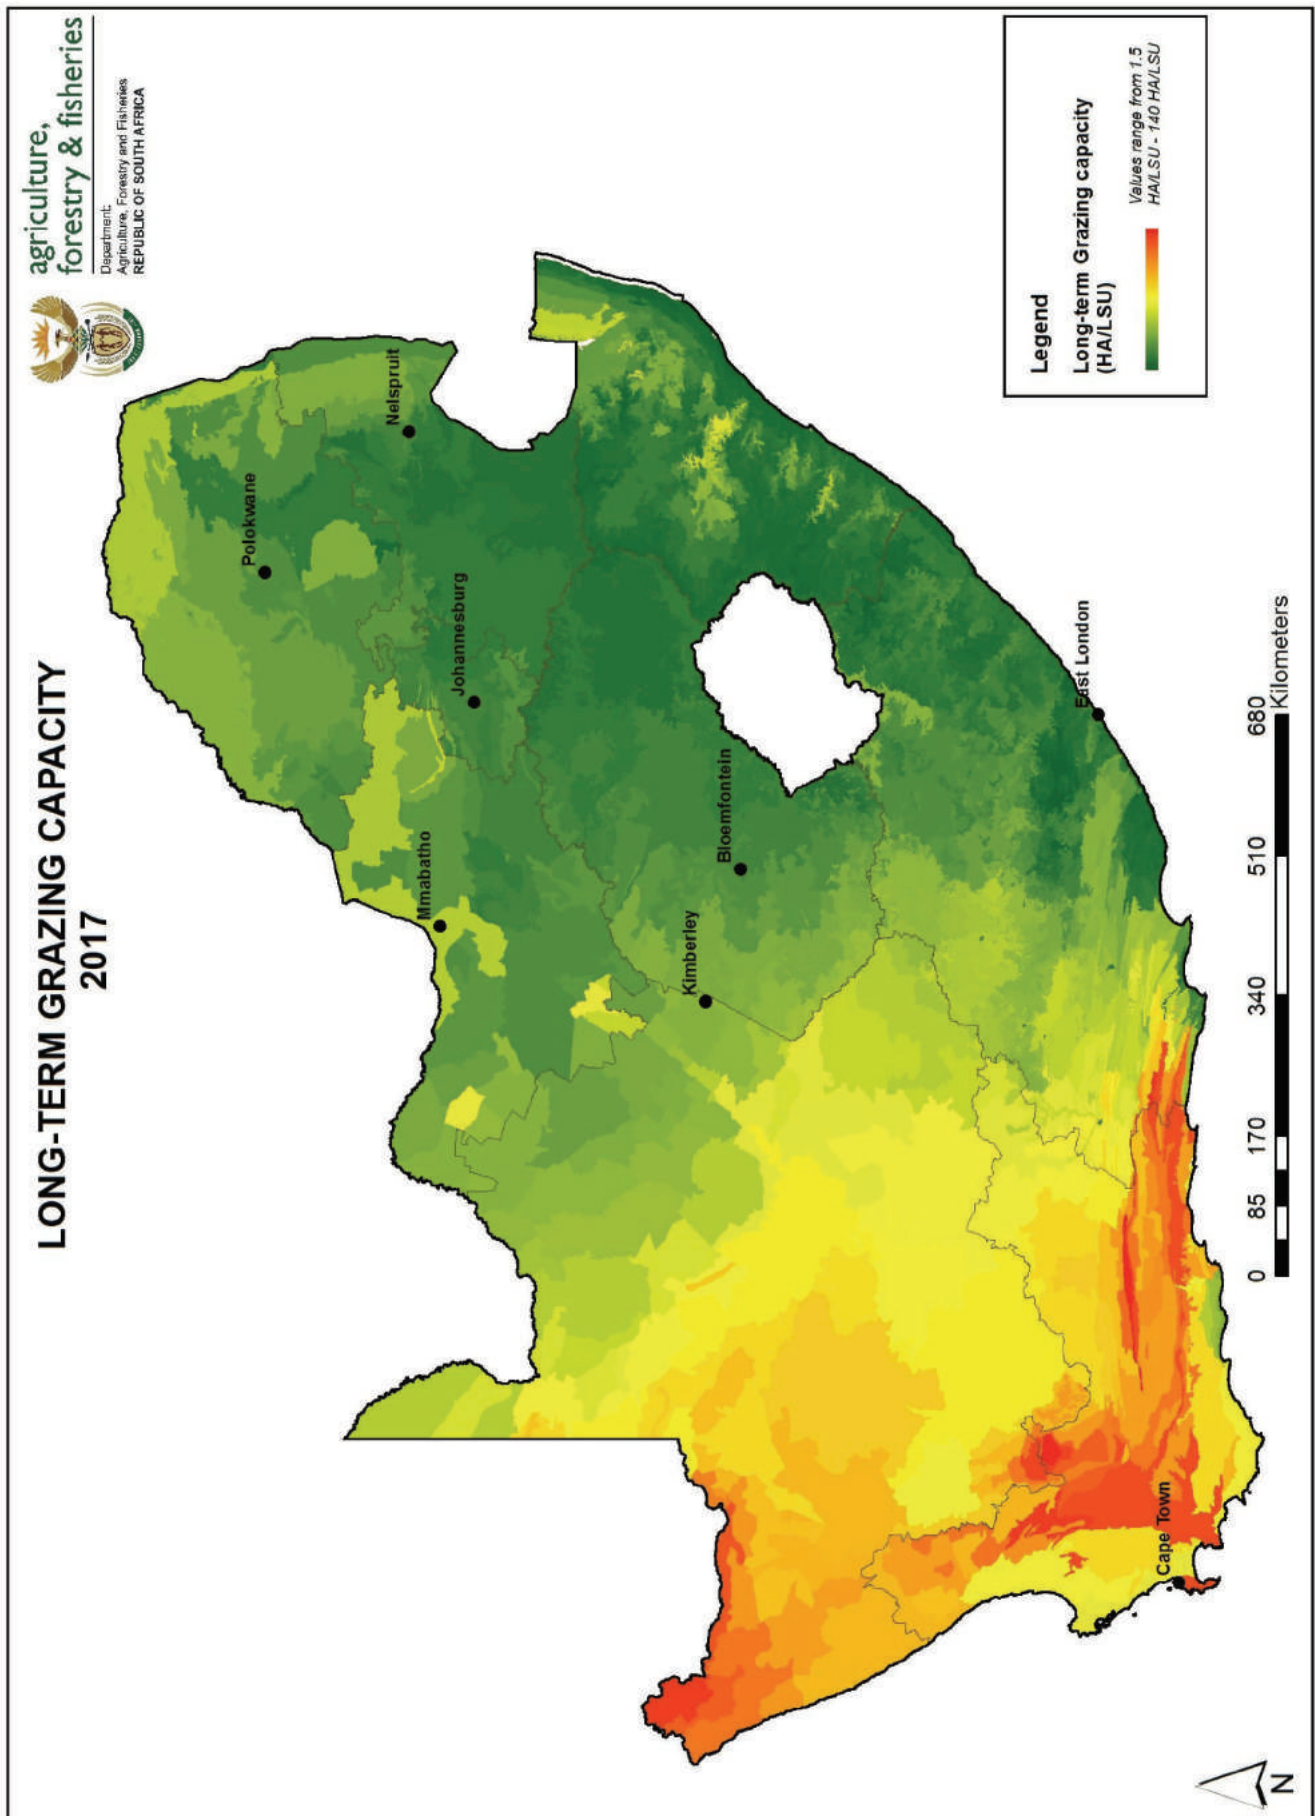 LONG-TERM GRAZING CAPACITY
2017
agriculture,
forestry & fisheries
Department:
Agriculture, Forestry and Fisheries
REPUBLIC OF SOUTH AFRICA
Polokwane
Nelspruit
Johannesburg
Mmabatho
Kimberley
Bloemfontein
East London
Cape Town
Legend
Long-term Grazing capacity
(HA/LSU)
Values range from 1.5
HA/LSU - 140 HA/LSU
0 85 170 340 510 680
Kilometers
N